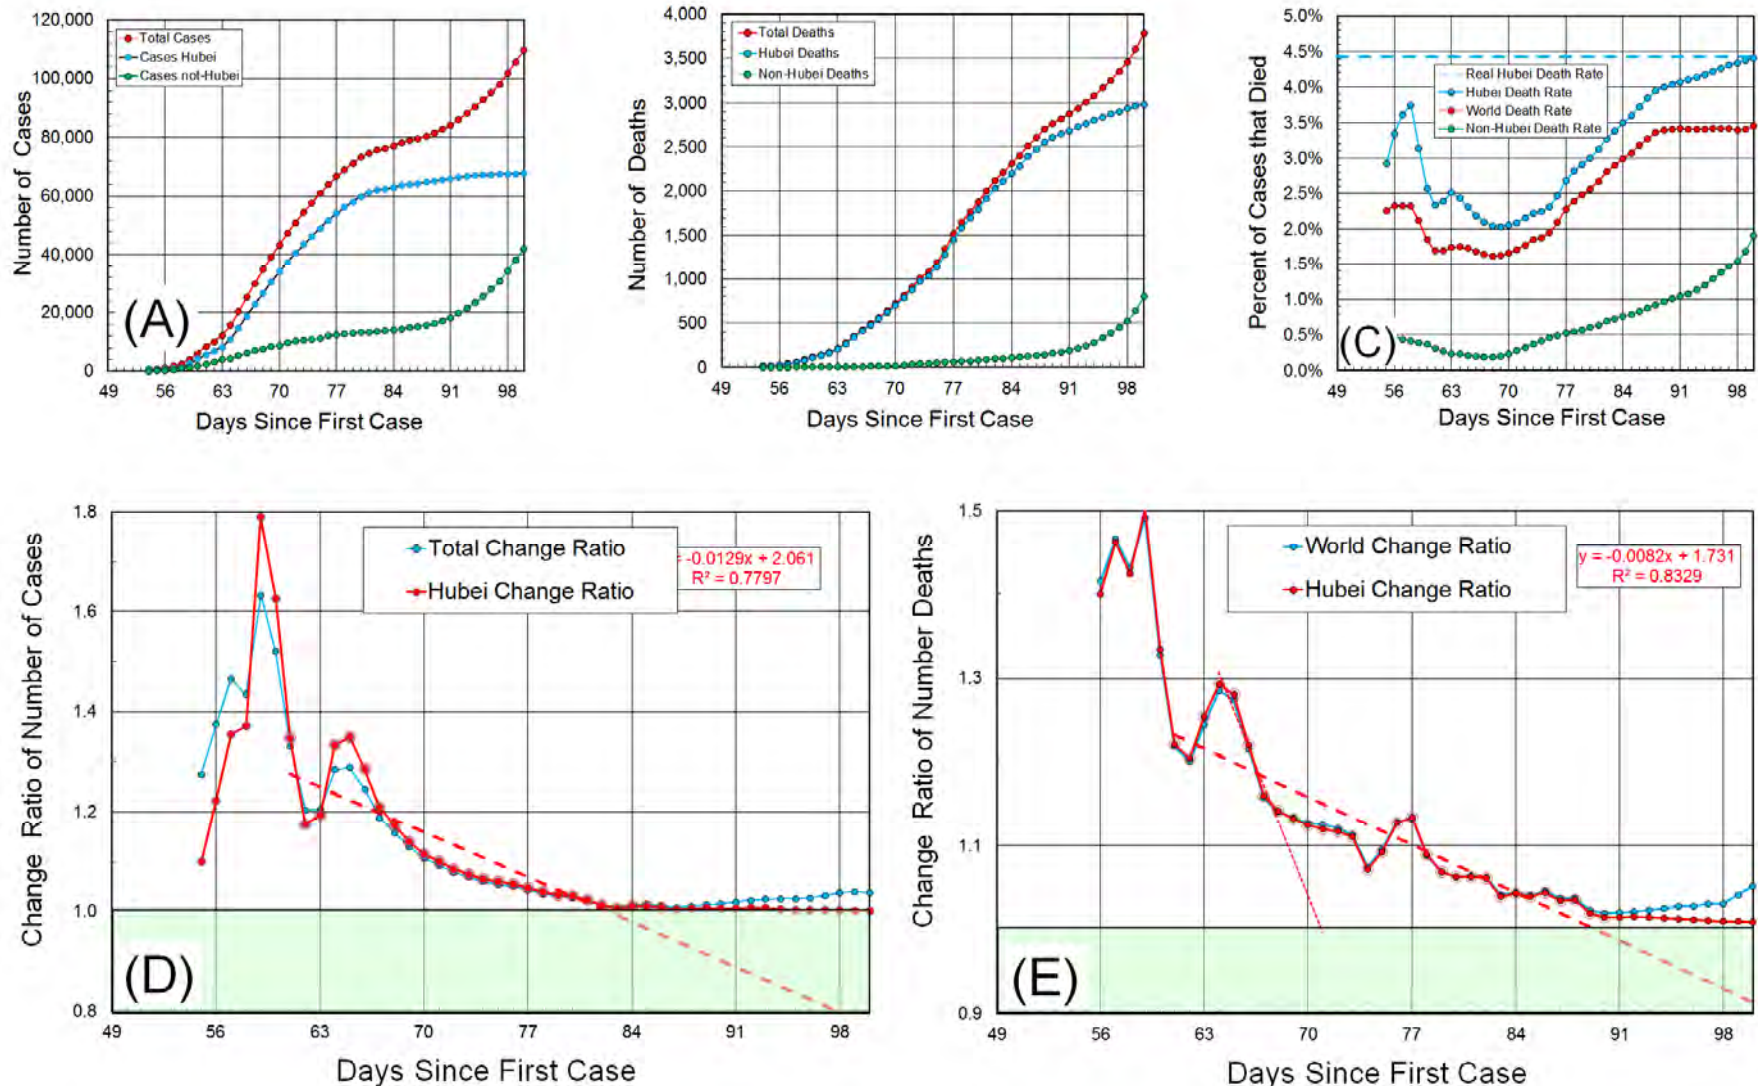 120,000
100,000
80,000
60,000
40,000
20,000
0
Number of Cases
Total Cases
Cases Hubei
Cases not-Hubei
(A)
49 56 63 70 77 84 91 98
Days Since First Case
4,000
3,500
3,000
2,500
2,000
1,500
1,000
500
0
Number of Deaths
Total Deaths
Hubei Deaths
Non-Hubei Deaths
49 56 63 70 77 84 91 98
Days Since First Case
5.0%
4.5%
4.0%
3.5%
3.0%
2.5%
2.0%
1.5%
1.0%
0.5%
0.0%
Percent of Cases that Died
Real Hubei Death Rate
Hubei Death Rate
World Death Rate
Non-Hubei Death Rate
(C)
49 56 63 70 77 84 91 98
Days Since First Case
1.8
1.6
1.4
1.2
1.0
0.8
Change Ratio of Number of Cases
Total Change Ratio
Hubei Change Ratio
= -0.0129x + 2.061
R² = 0.7797
(D)
49 56 63 70 77 84 91 98
Days Since First Case
1.5
1.3
1.1
0.9
Change Ratio of Number Deaths
World Change Ratio
Hubei Change Ratio
y = -0.0082x + 1.731
R² = 0.8329
(E)
49 56 63 70 77 84 91 98
Days Since First Case